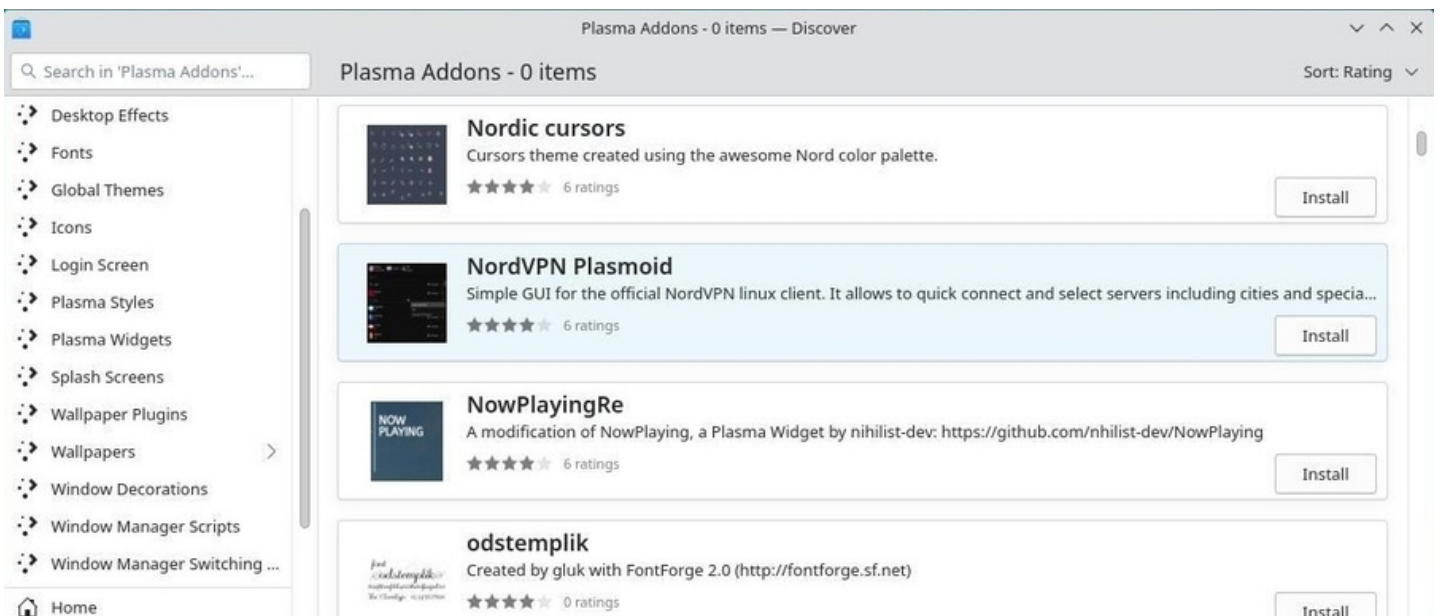 Plasma Addons - 0 items — Discover
Search in 'Plasma Addons'...
Plasma Addons - 0 items
Sort: Rating
Desktop Effects
Fonts
Global Themes
Icons
Login Screen
Plasma Styles
Plasma Widgets
Splash Screens
Wallpaper Plugins
Wallpapers
Window Decorations
Window Manager Scripts
Window Manager Switching ...
Home
Nordic cursors
Cursors theme created using the awesome Nord color palette.
6 ratings
Install
NordVPN Plasmoid
Simple GUI for the official NordVPN linux client. It allows to quick connect and select servers including cities and specia...
6 ratings
Install
NOW
PLAYING
NowPlayingRe
A modification of NowPlaying, a Plasma Widget by nihilist-dev: https://github.com/nhilist-dev/NowPlaying
6 ratings
Install
font
odstemplik
odstemplik
Created by gluk with FontForge 2.0 (http://fontforge.sf.net)
0 ratings
Install